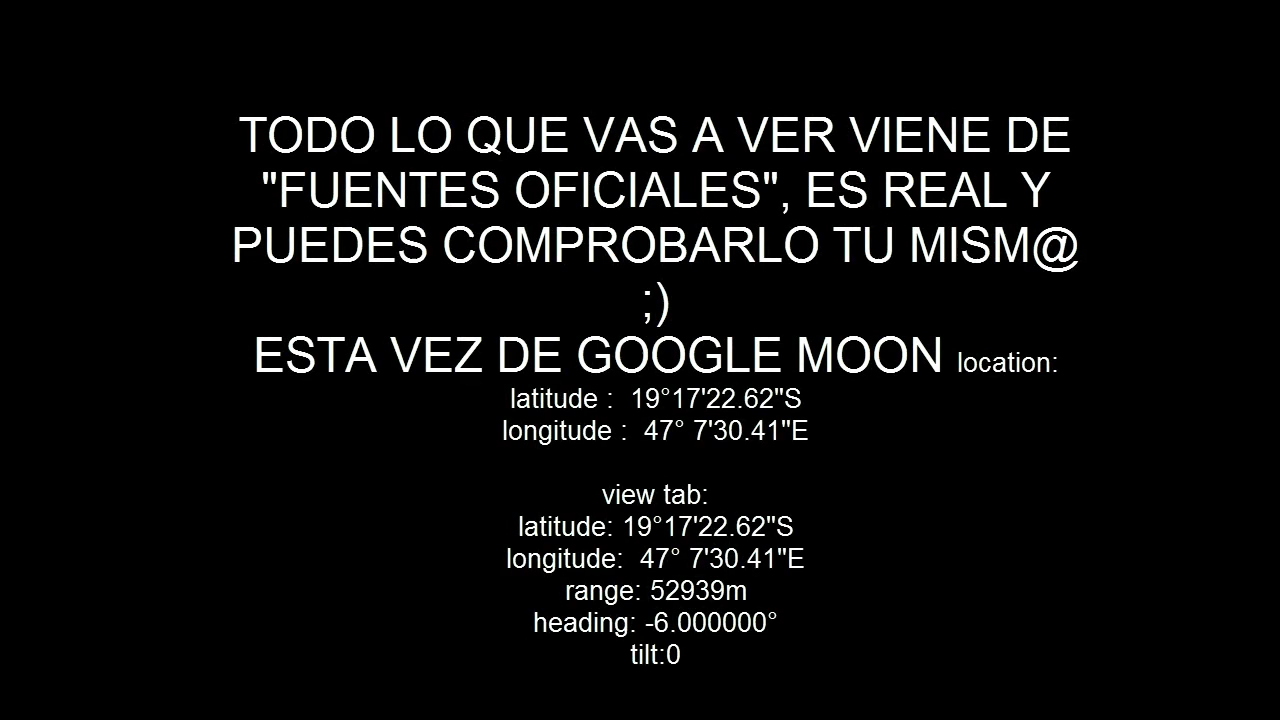 TODO LO QUE VAS A VER VIENE DE
"FUENTES OFICIALES", ES REAL Y
PUEDES COMPROBARLO TU MISM@
;)
ESTA VEZ DE GOOGLE MOON location:
latitude :  19°17'22.62"S
longitude :  47° 7'30.41"E
view tab:
latitude: 19°17'22.62"S
longitude:  47° 7'30.41"E
range: 52939m
heading: -6.000000°
tilt:0